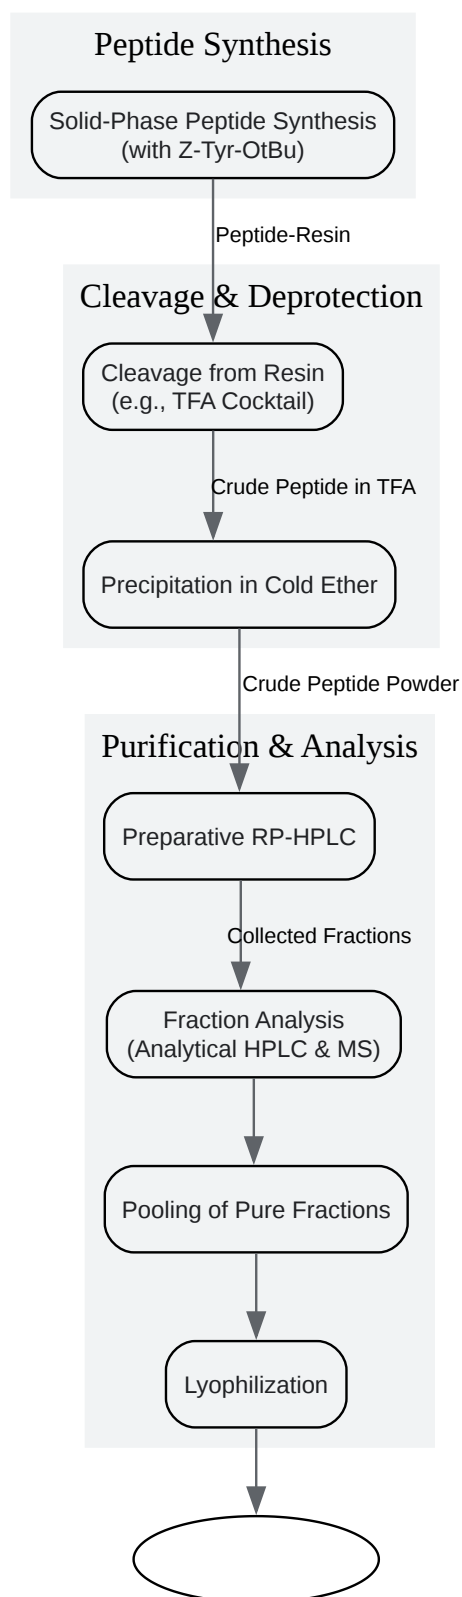 Peptide Synthesis
Solid-Phase Peptide Synthesis
(with Z-Tyr-OtBu)
Peptide-Resin
Cleavage & Deprotection
Cleavage from Resin
(e.g., TFA Cocktail)
Crude Peptide in TFA
Precipitation in Cold Ether
Crude Peptide Powder
Purification & Analysis
Preparative RP-HPLC
Collected Fractions
Fraction Analysis
(Analytical HPLC & MS)
Pooling of Pure Fractions
Lyophilization